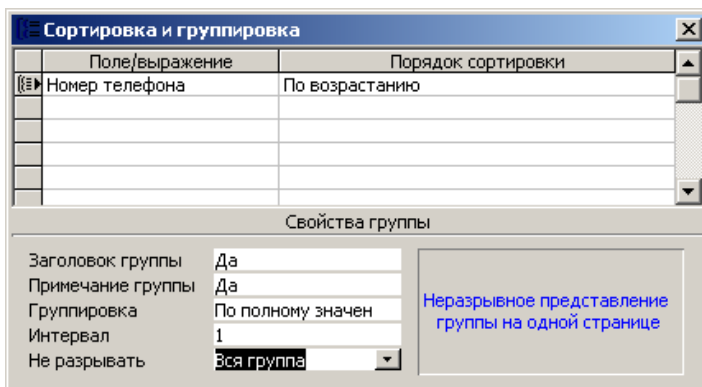 Сортировка и группировка
Поле/выражение Порядок сортировки
Номер телефона По возрастанию
Свойства группы
Заголовок группы Да
Примечание группы Да
Группировка По полному значен
Интервал 1
Не разрывать Вся группа
Неразрывное представление
группы на одной странице